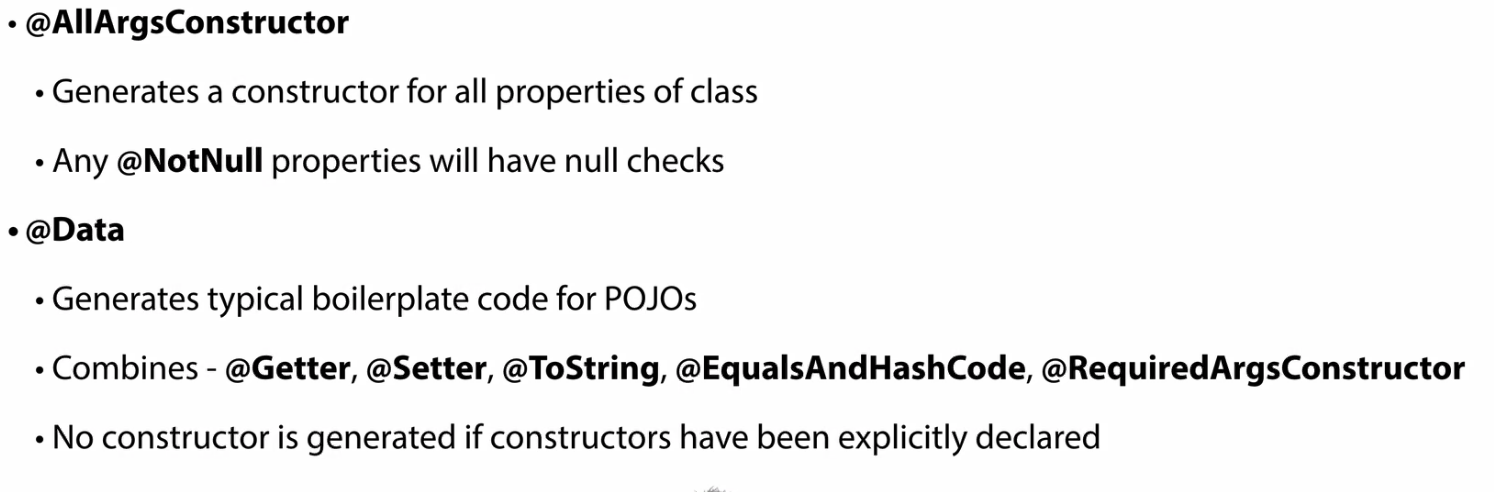 • @AllArgsConstructor
• Generates a constructor for all properties of class
• Any @NotNull properties will have null checks
• @Data
• Generates typical boilerplate code for POJOs
• Combines - @Getter, @Setter, @ToString, @EqualsAndHashCode, @RequiredArgsConstructor
• No constructor is generated if constructors have been explicitly declared